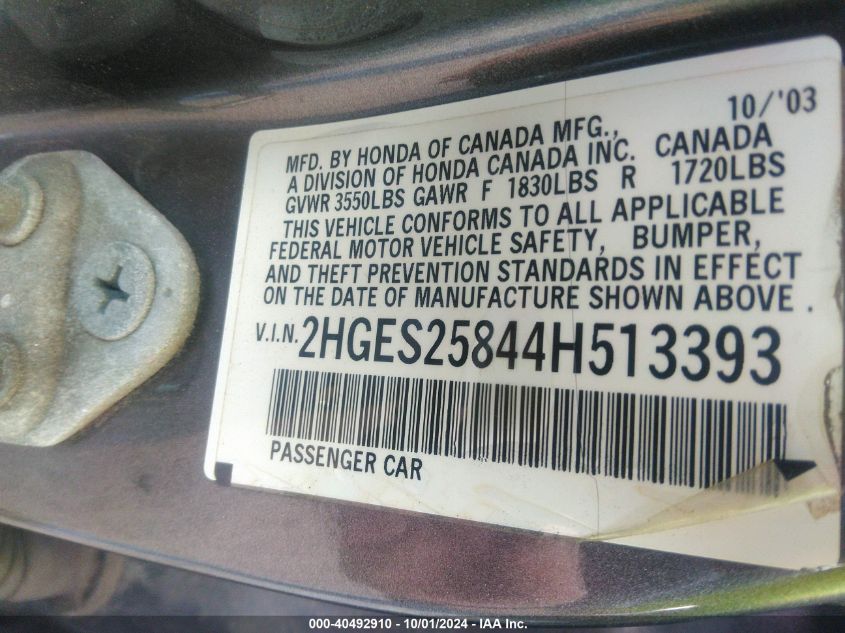 10/'03
MFD. BY HONDA OF CANADA MFG.,
A DIVISION OF HONDA CANADA INC. CANADA
GVWR 3550LBS GAWR F 1830LBS R 1720LBS
THIS VEHICLE CONFORMS TO ALL APPLICABLE
FEDERAL MOTOR VEHICLE SAFETY, BUMPER,
AND THEFT PREVENTION STANDARDS IN EFFECT
ON THE DATE OF MANUFACTURE SHOWN ABOVE .
V.I.N. 2HGES25844H513393
PASSENGER CAR
000-40492910 - 10/01/2024 - IAA Inc.